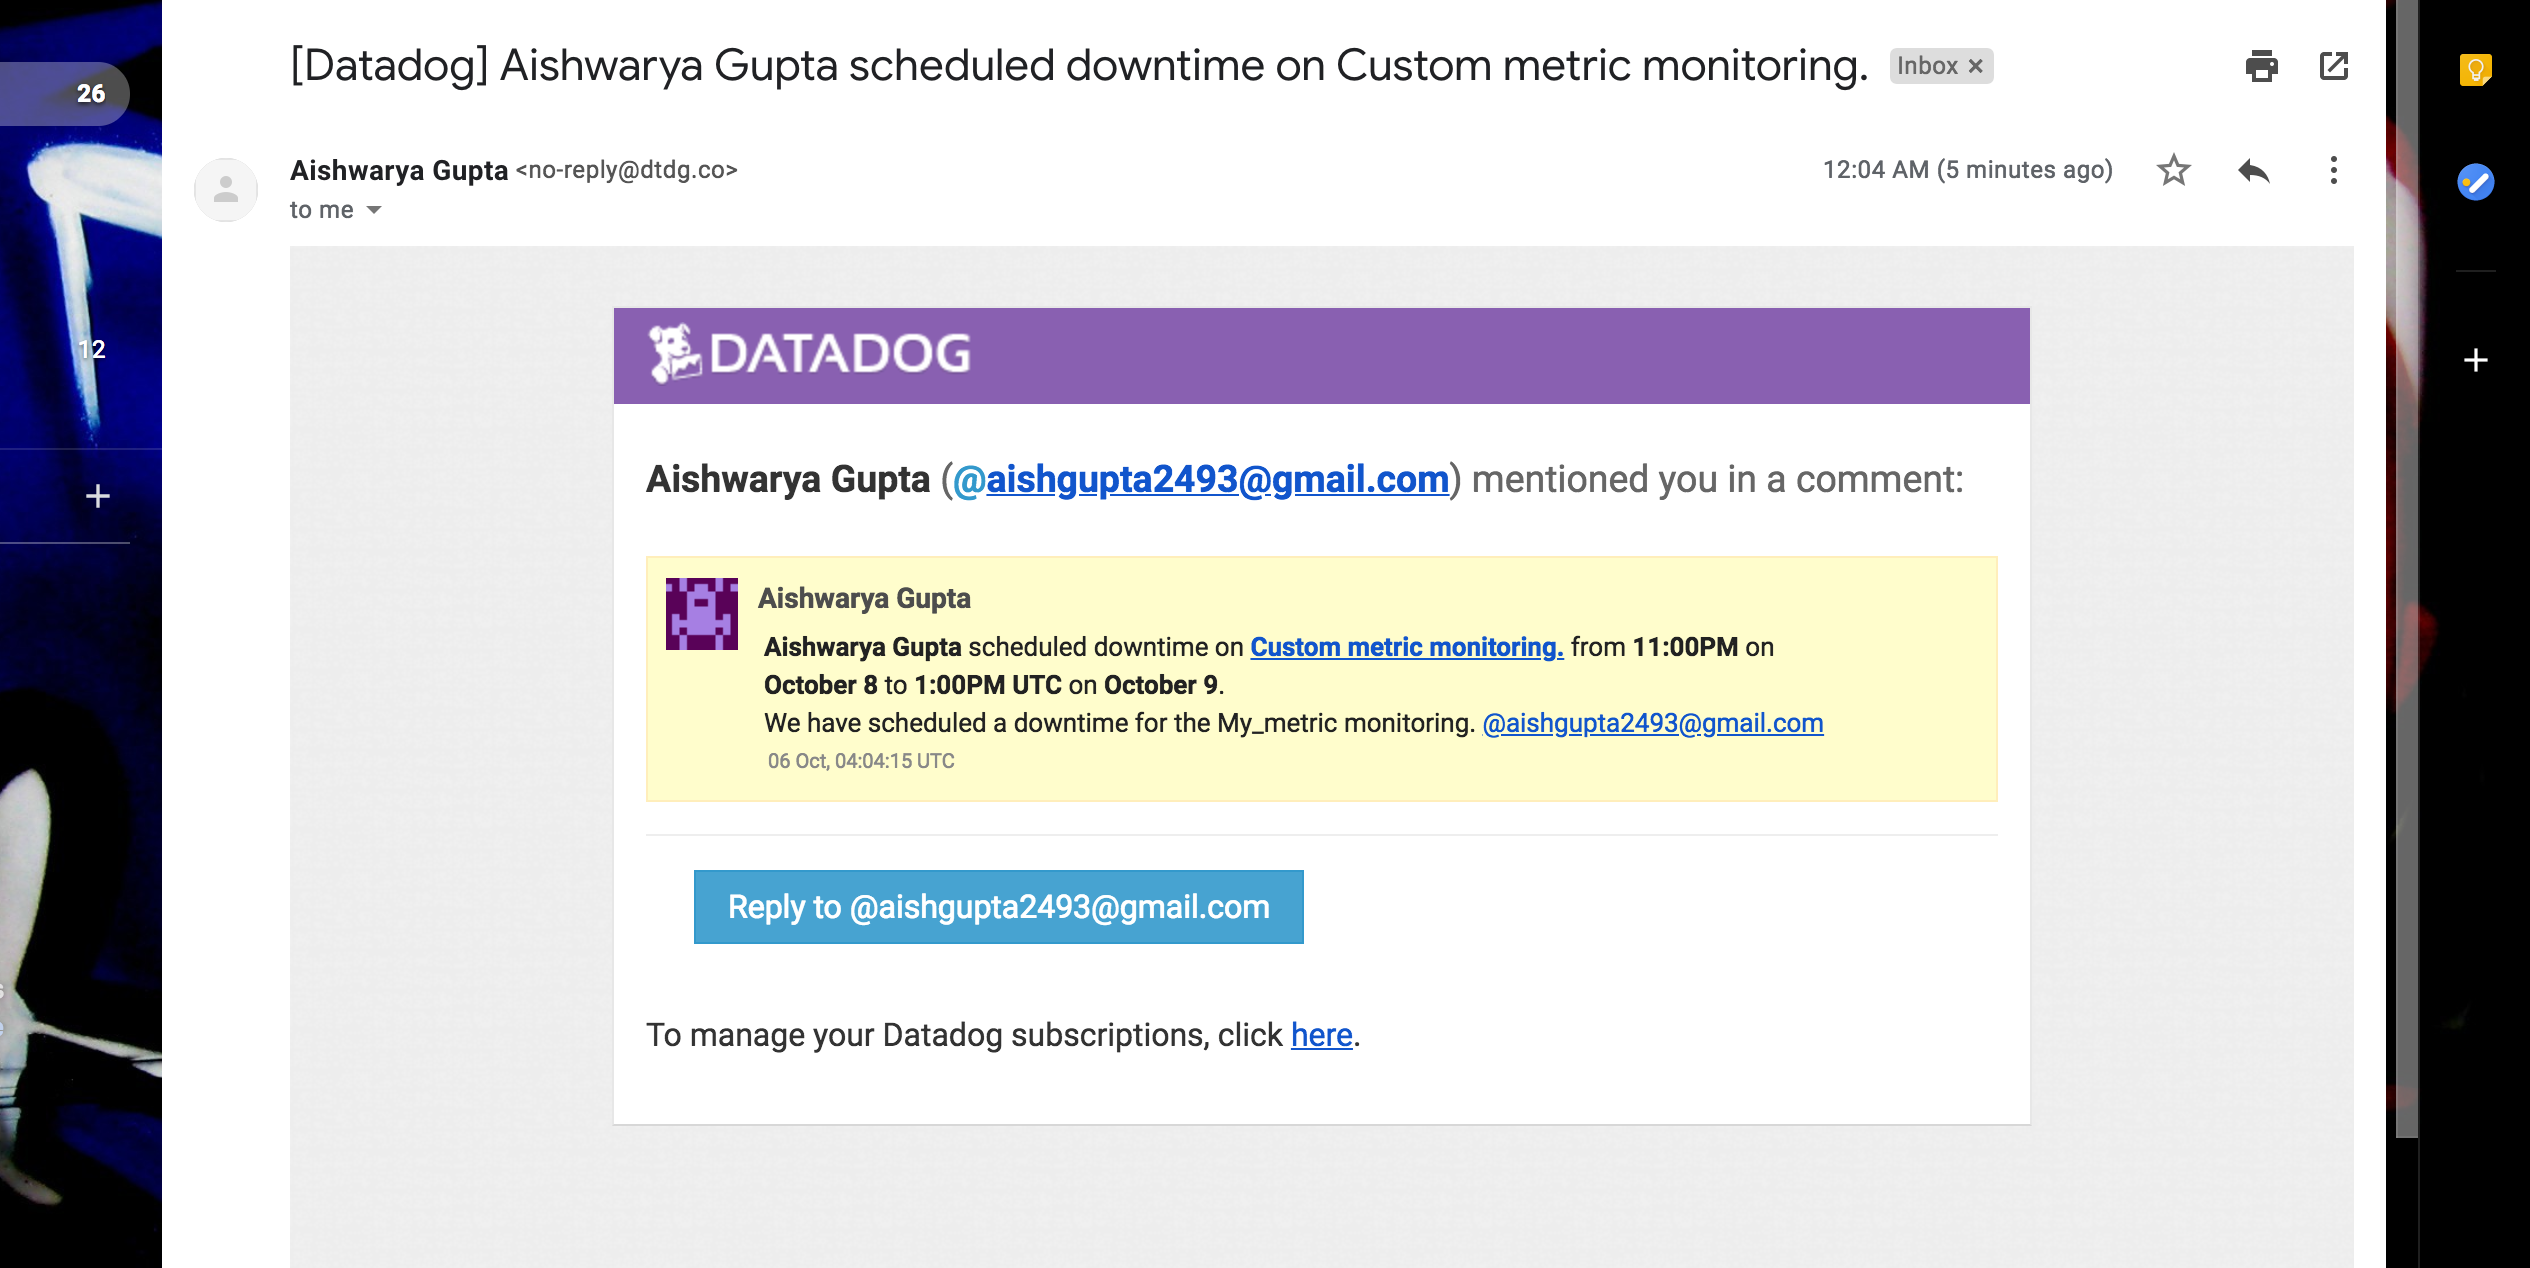 [Datadog] Aishwarya Gupta scheduled downtime on Custom metric monitoring. Inbox ×
26
Aishwarya Gupta <no-reply@dtdg.co> 12:04 AM (5 minutes ago)
to me
DATADOG
12
Aishwarya Gupta (@aishgupta2493@gmail.com) mentioned you in a comment:
Aishwarya Gupta
Aishwarya Gupta scheduled downtime on Custom metric monitoring. from 11:00PM on
October 8 to 1:00PM UTC on October 9.
We have scheduled a downtime for the My_metric monitoring. @aishgupta2493@gmail.com
06 Oct, 04:04:15 UTC
Reply to @aishgupta2493@gmail.com
To manage your Datadog subscriptions, click here.